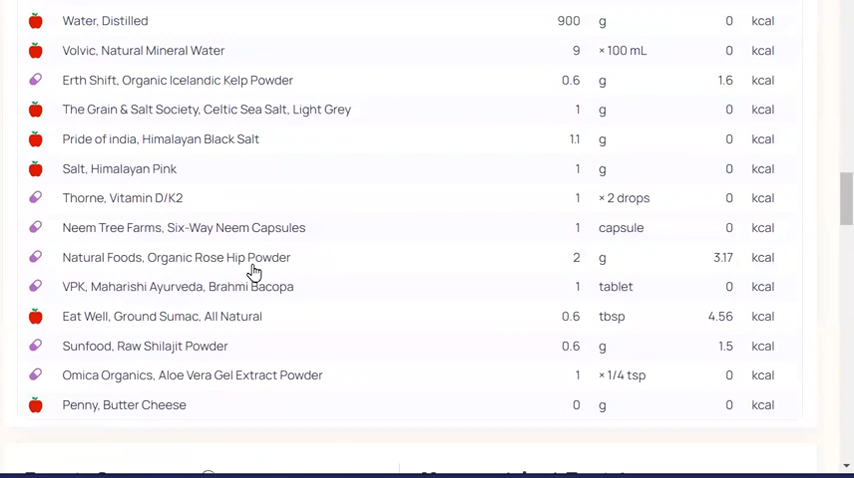 Water, Distilled 900 g 0 kcal
Volvic, Natural Mineral Water 9 × 100 mL 0 kcal
Erth Shift, Organic Icelandic Kelp Powder 0.6 g 1.6 kcal
The Grain & Salt Society, Celtic Sea Salt, Light Grey 1 g 0 kcal
Pride of india, Himalayan Black Salt 1.1 g 0 kcal
Salt, Himalayan Pink 1 g 0 kcal
Thorne, Vitamin D/K2 1 × 2 drops 0 kcal
Neem Tree Farms, Six-Way Neem Capsules 1 capsule 0 kcal
Natural Foods, Organic Rose Hip Powder 2 g 3.17 kcal
VPK, Maharishi Ayurveda, Brahmi Bacopa 1 tablet 0 kcal
Eat Well, Ground Sumac, All Natural 0.6 tbsp 4.56 kcal
Sunfood, Raw Shilajit Powder 0.6 g 1.5 kcal
Omica Organics, Aloe Vera Gel Extract Powder 1 × 1/4 tsp 0 kcal
Penny, Butter Cheese 0 g 0 kcal